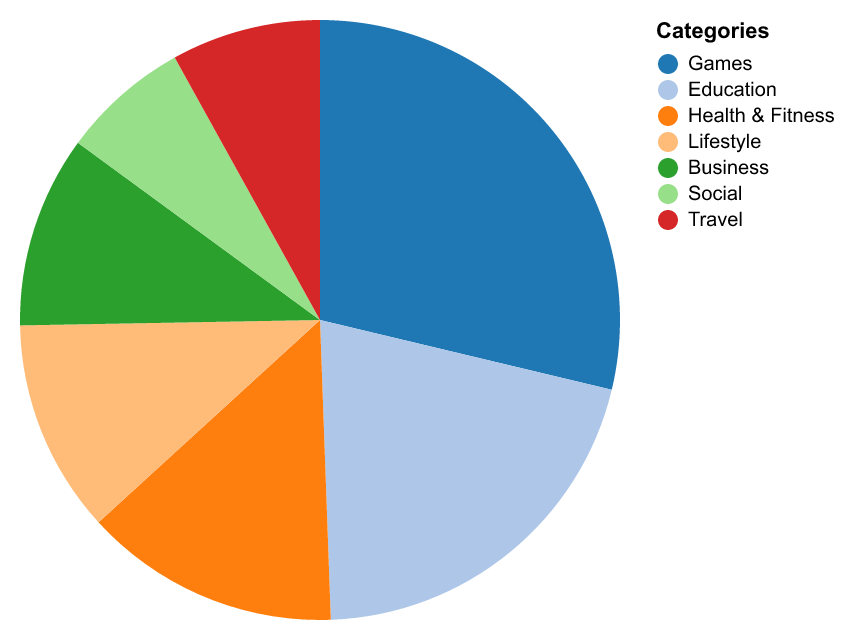 Categories
Games
Education
Health & Fitness
Lifestyle
Business
Social
Travel